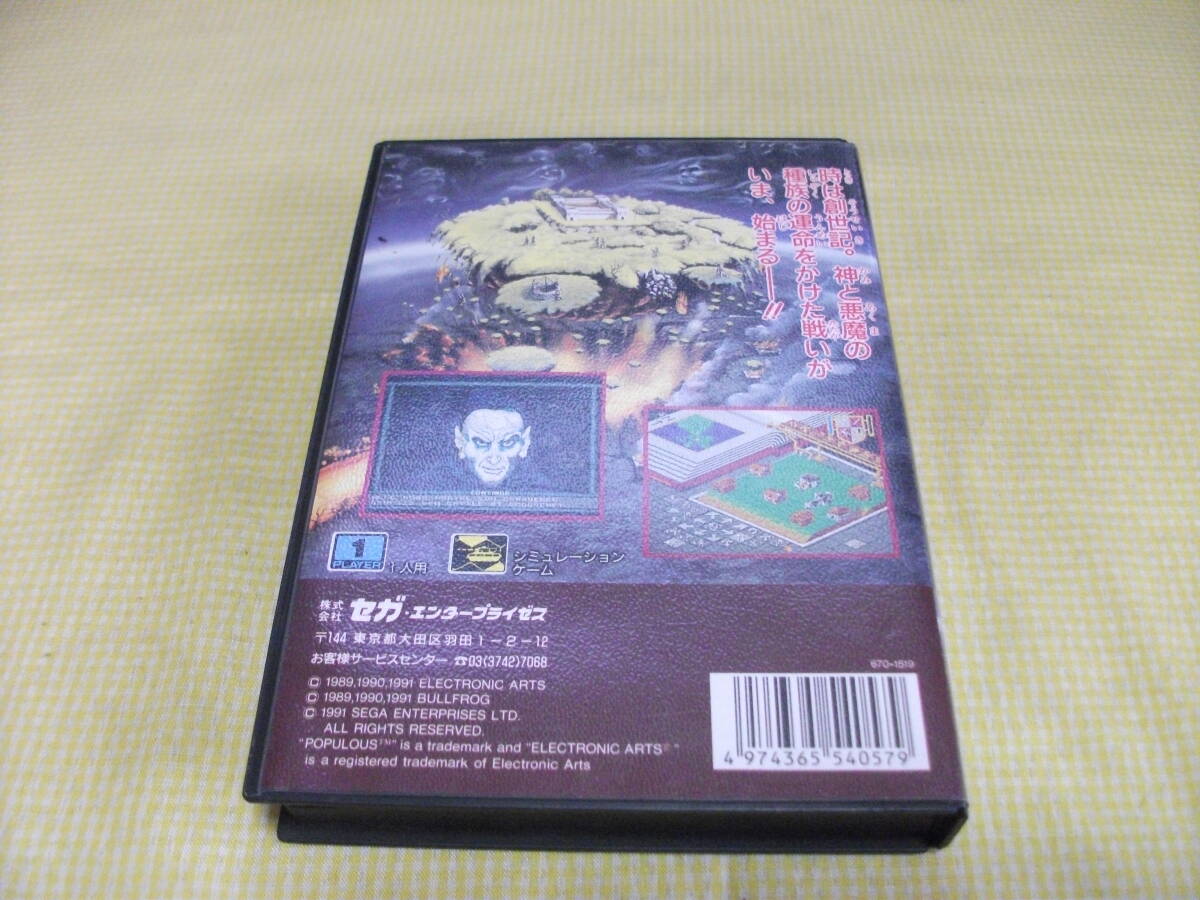 時は創世記。神と悪魔の
種族の運命をかけた戦いが
いま、始まる——!!
CONTINUE
1
PLAYER
1人用
シミュレーション
ゲーム
株式会社 セガ・エンタープライゼス
〒144 東京都大田区羽田1-2-12
お客様サービスセンター ☎03(3742)7068
670-1519
© 1989,1990,1991 ELECTRONIC ARTS
© 1989,1990,1991 BULLFROG
© 1991 SEGA ENTERPRISES LTD.
ALL RIGHTS RESERVED.
"POPULOUS™" is a trademark and "ELECTRONIC ARTS®"
is a registered trademark of Electronic Arts
4 974365 540579